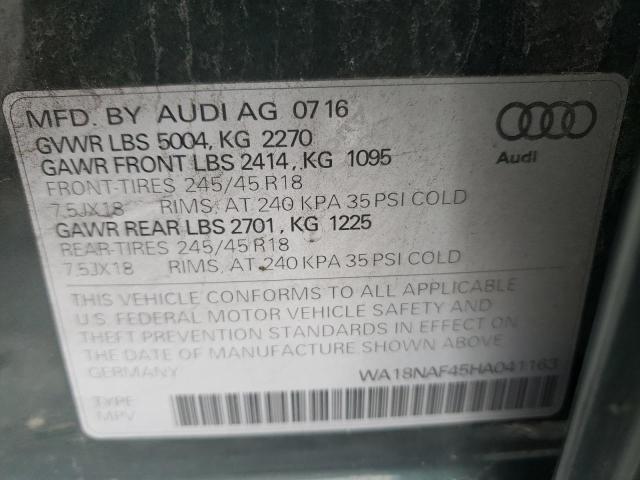 MFD. BY AUDI AG 0716
GVWR LBS 5004, KG 2270
GAWR FRONT LBS 2414, KG 1095
FRONT-TIRES 245/45 R18
7.5JX18 RIMS, AT 240 KPA 35 PSI COLD
GAWR REAR LBS 2701, KG 1225
REAR-TIRES 245/45 R18
7.5JX18 RIMS, AT 240 KPA 35 PSI COLD
Audi
THIS VEHICLE CONFORMS TO ALL APPLICABLE
U.S. FEDERAL MOTOR VEHICLE SAFETY AND
THEFT PREVENTION STANDARDS IN EFFECT ON
THE DATE OF MANUFACTURE SHOWN ABOVE
GERMANY WA18NAF45HA041163
TYPE
MPV